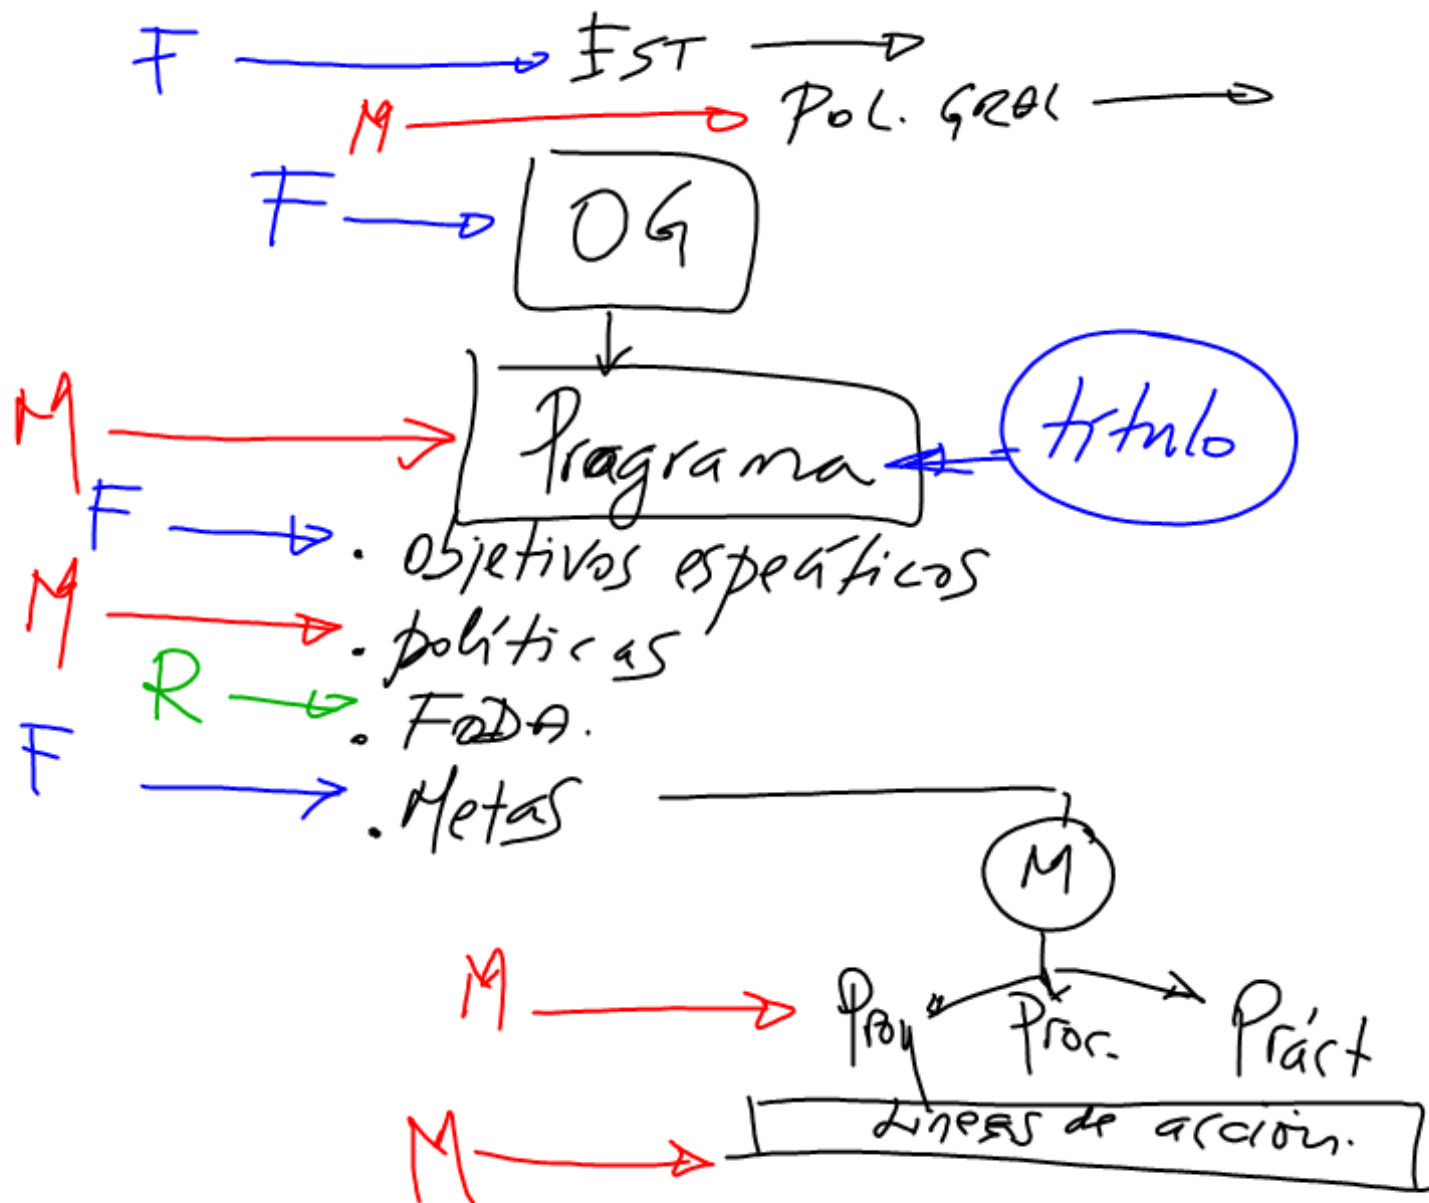 F EST
M POL. GRAL
F OG
M Programa título
F . objetivos específicos
M . políticas
R . FODA.
F . Metas
M
M Proy Proc. Práct
M Líneas de acción.